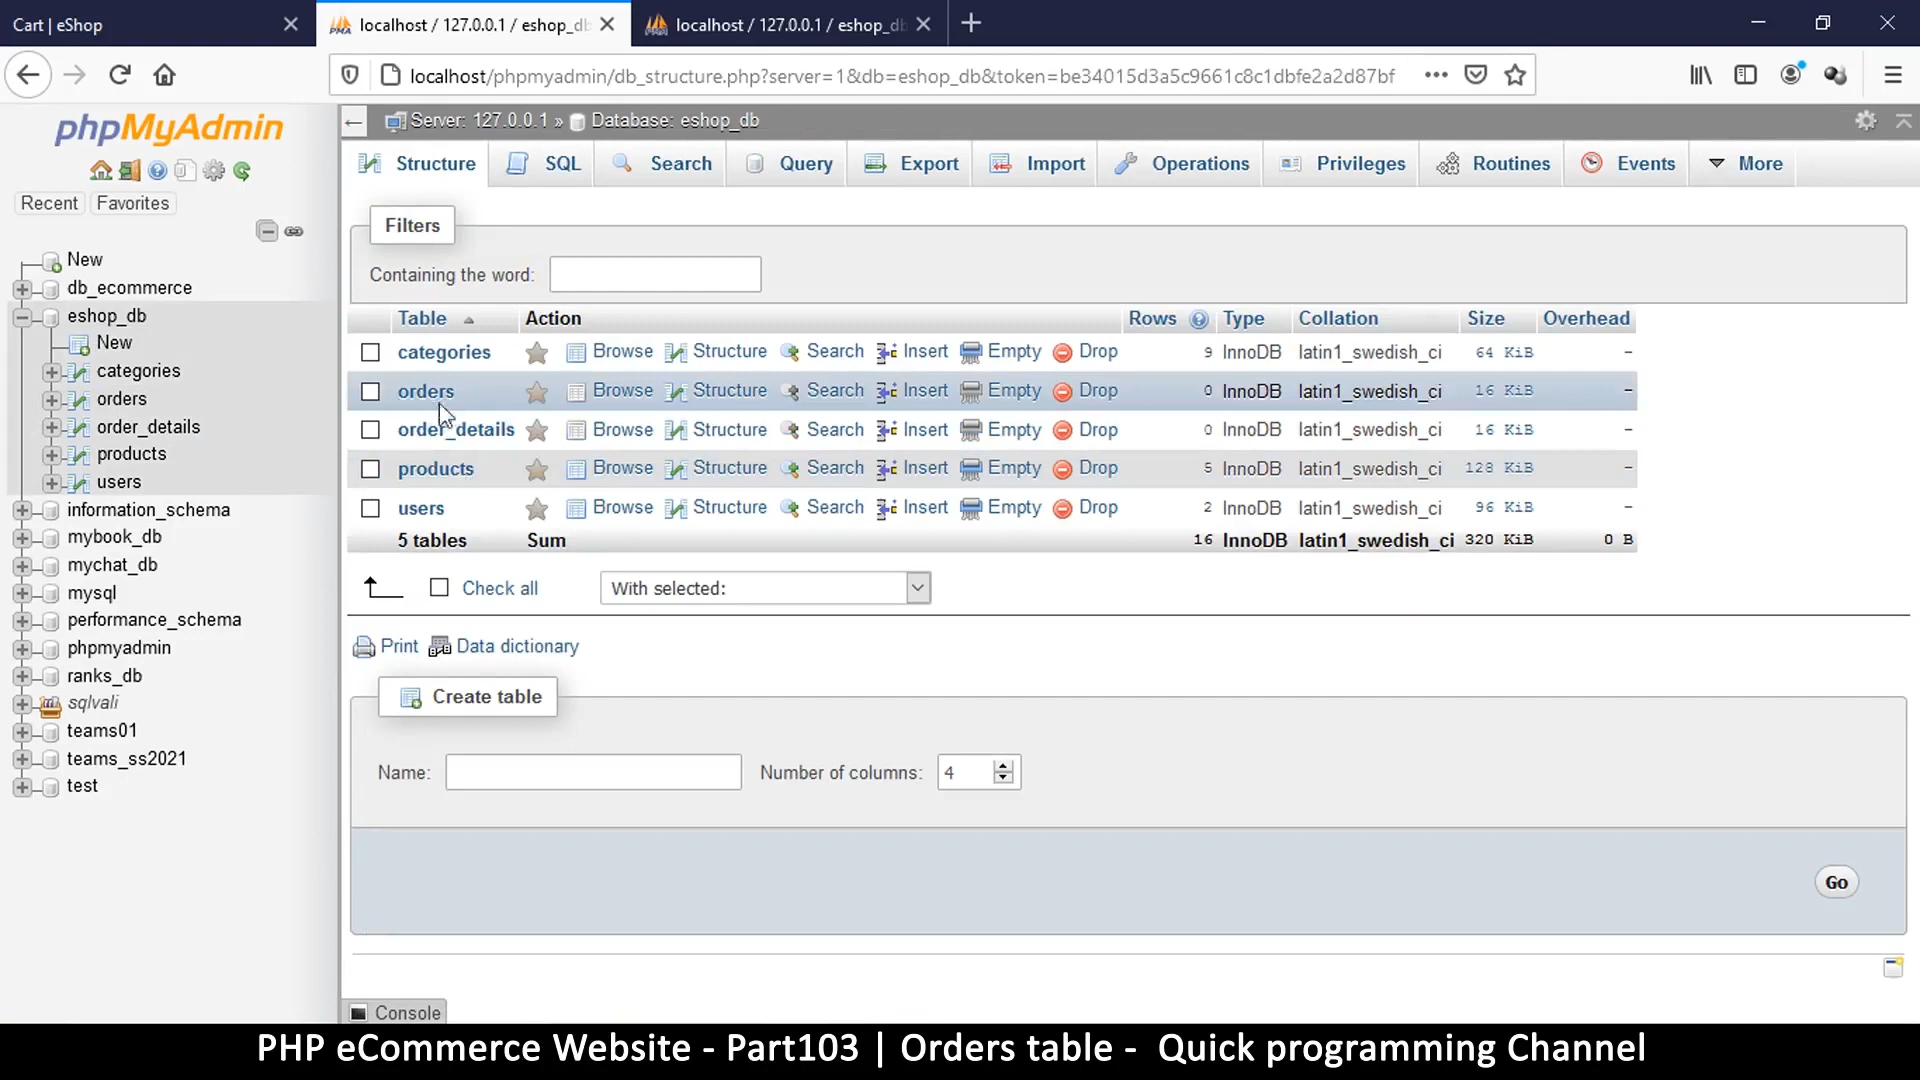 Cart | eShop
localhost / 127.0.0.1 / eshop_db
localhost / 127.0.0.1 / eshop_db
localhost/phpmyadmin/db_structure.php?server=1&db=eshop_db&token=be34015d3a5c9661c8c1dbfe2a2d87bf
phpMyAdmin
Recent Favorites
New
db_ecommerce
eshop_db
New
categories
orders
order_details
products
users
information_schema
mybook_db
mychat_db
mysql
performance_schema
phpmyadmin
ranks_db
sqlvali
teams01
teams_ss2021
test
Server: 127.0.0.1 » Database: eshop_db
Structure SQL Search Query Export Import Operations Privileges Routines Events More
Filters
Containing the word:
Table Action Rows Type Collation Size Overhead
categories Browse Structure Search Insert Empty Drop 9 InnoDB latin1_swedish_ci 64 KiB -
orders Browse Structure Search Insert Empty Drop 0 InnoDB latin1_swedish_ci 16 KiB -
order_details Browse Structure Search Insert Empty Drop 0 InnoDB latin1_swedish_ci 16 KiB -
products Browse Structure Search Insert Empty Drop 5 InnoDB latin1_swedish_ci 128 KiB -
users Browse Structure Search Insert Empty Drop 2 InnoDB latin1_swedish_ci 96 KiB -
5 tables Sum 16 InnoDB latin1_swedish_ci 320 KiB 0 B
Check all With selected:
Print Data dictionary
Create table
Name: Number of columns: 4
Go
Console
PHP eCommerce Website - Part103 | Orders table - Quick programming Channel